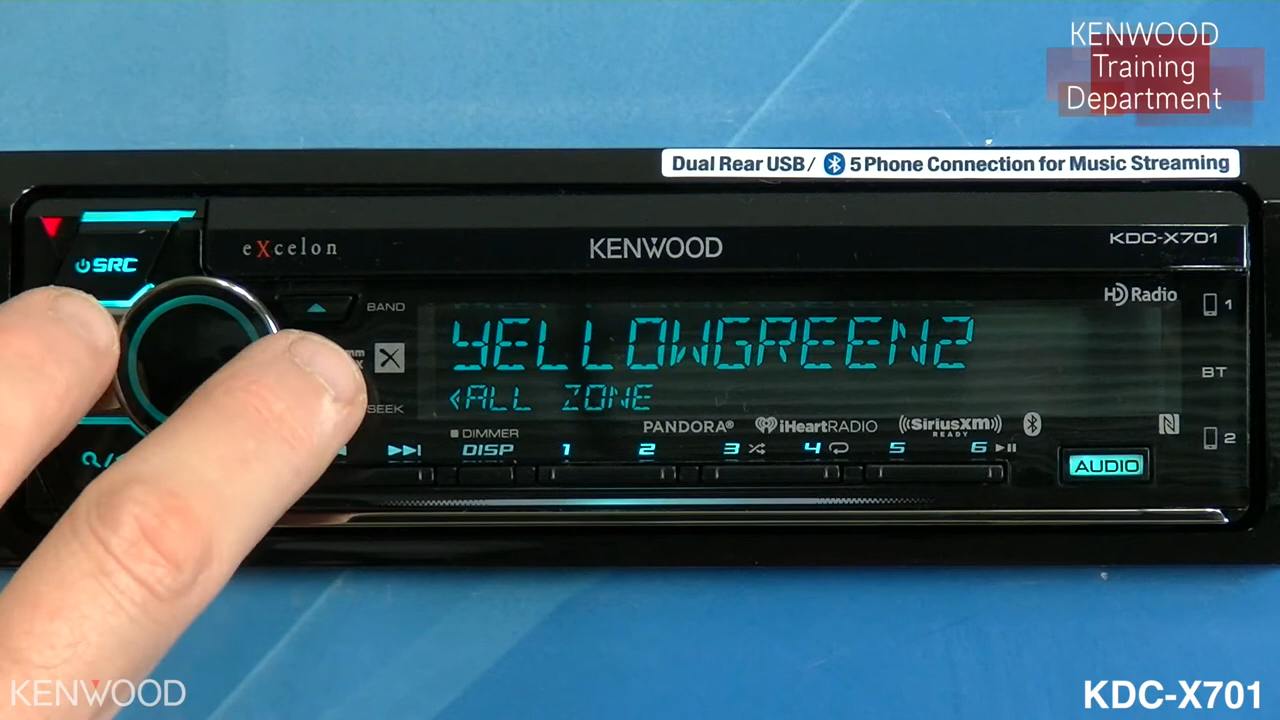 KENWOOD
Training
Department
Dual Rear USB/ 5 Phone Connection for Music Streaming
eXcelon
KENWOOD
KDC-X701
SRC
BAND
HD Radio
1
YELLOWGREEN2
X
BT
<ALL ZONE
SEEK
PANDORA® iHeartRADIO ((SiriusXM))
READY
DIMMER
DISP 1 2 3 4 5 6
2
AUDIO
KENWOOD
KDC-X701